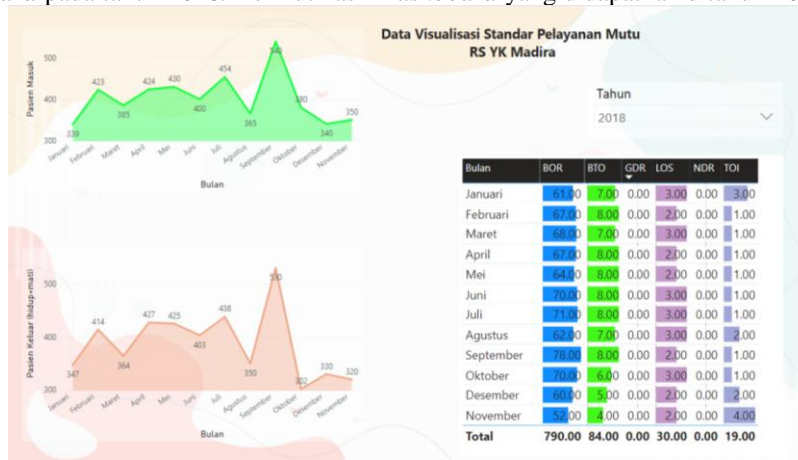 Data Visualisasi Standar Pelayanan Mutu
RS YK Madira
Pasien Masuk
500
400
300
339
423
385
424
430
400
454
365
540
380
340
350
Januari
Februari
Maret
April
Mei
Juni
Juli
Agustus
September
Oktober
Desember
November
Bulan
Tahun
2018
Bulan BOR BTO GDR LOS NDR TOI
Januari 61.00 7.00 0.00 3.00 0.00 3.00
Februari 67.00 8.00 0.00 2.00 0.00 1.00
Maret 68.00 7.00 0.00 3.00 0.00 1.00
April 67.00 8.00 0.00 2.00 0.00 1.00
Mei 64.00 8.00 0.00 2.00 0.00 1.00
Juni 70.00 8.00 0.00 3.00 0.00 1.00
Juli 71.00 8.00 0.00 3.00 0.00 1.00
Agustus 62.00 7.00 0.00 3.00 0.00 2.00
September 78.00 8.00 0.00 2.00 0.00 1.00
Oktober 70.00 6.00 0.00 3.00 0.00 1.00
Desember 60.00 5.00 0.00 2.00 0.00 2.00
November 52.00 4.00 0.00 2.00 0.00 4.00
Total 790.00 84.00 0.00 30.00 0.00 19.00
Pasien Keluar (hidup+mati)
500
400
300
347
414
364
427
425
403
438
350
530
302
330
320
Januari
Februari
Maret
April
Mei
Juni
Juli
Agustus
September
Oktober
Desember
November
Bulan